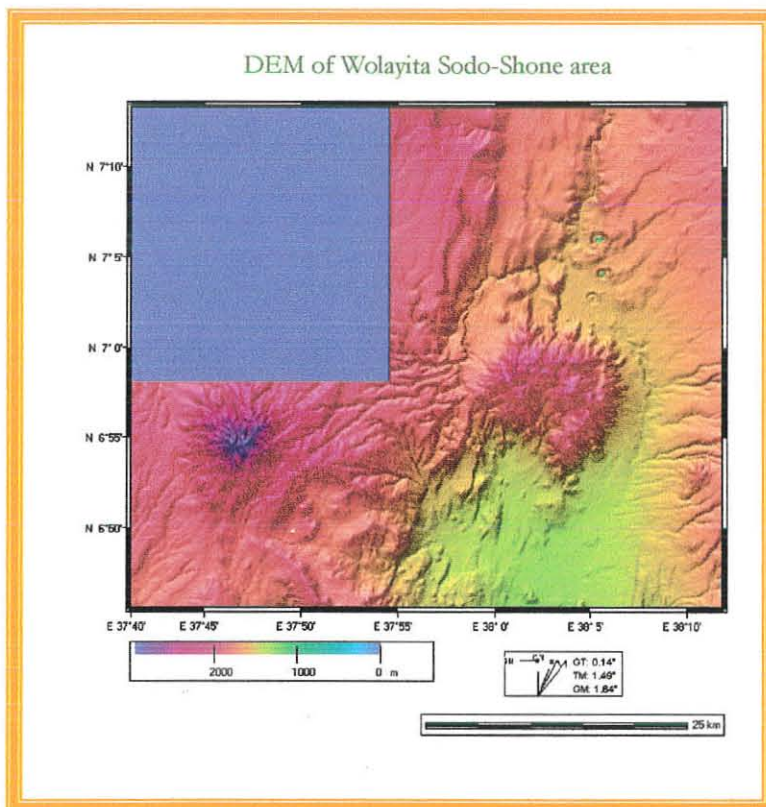 DEM of Wolayita Sodo-Shone area
N 7°10'
N 7° 5'
N 7° 0'
N 6°55'
N 6°50'
E 37°40' E 37°45' E 37°50' E 37°55' E 38°0' E 38°5' E 38°10'
2000 1000 0 m
GT: 0.14°
TM: 1.49°
GM: 1.64°
25 km